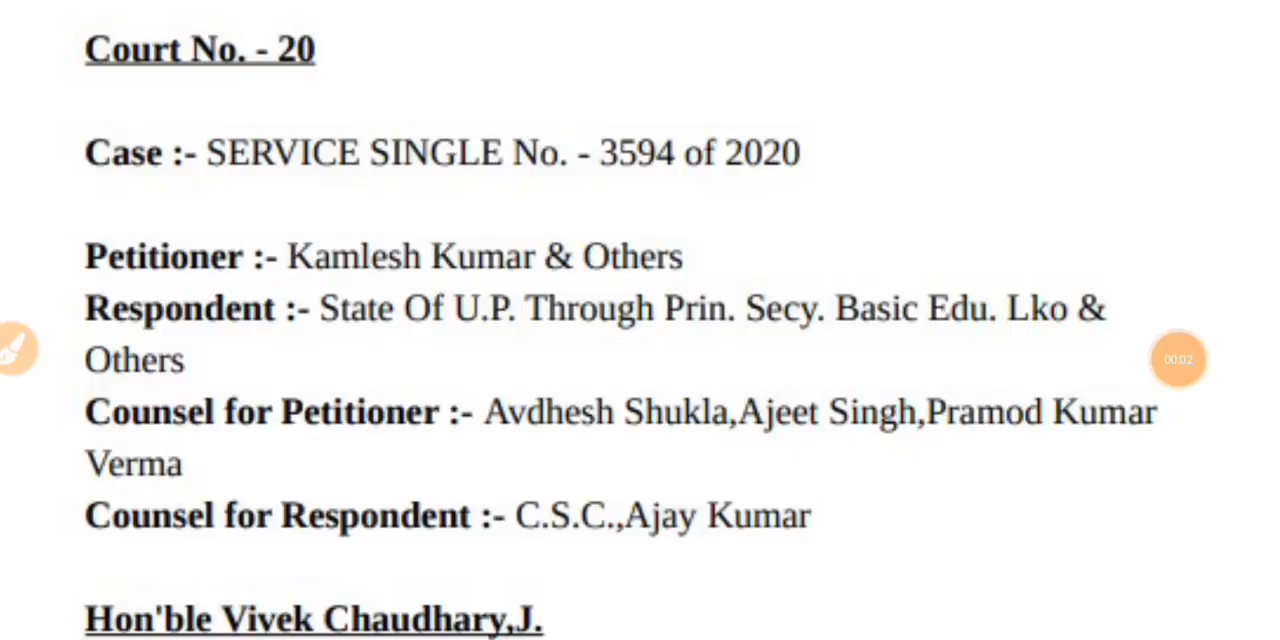 Court No. - 20
Case :- SERVICE SINGLE No. - 3594 of 2020
Petitioner :- Kamlesh Kumar & Others
Respondent :- State Of U.P. Through Prin. Secy. Basic Edu. Lko &
Others
00:02
Counsel for Petitioner :- Avdhesh Shukla,Ajeet Singh,Pramod Kumar
Verma
Counsel for Respondent :- C.S.C.,Ajay Kumar
Hon'ble Vivek Chaudhary,J.